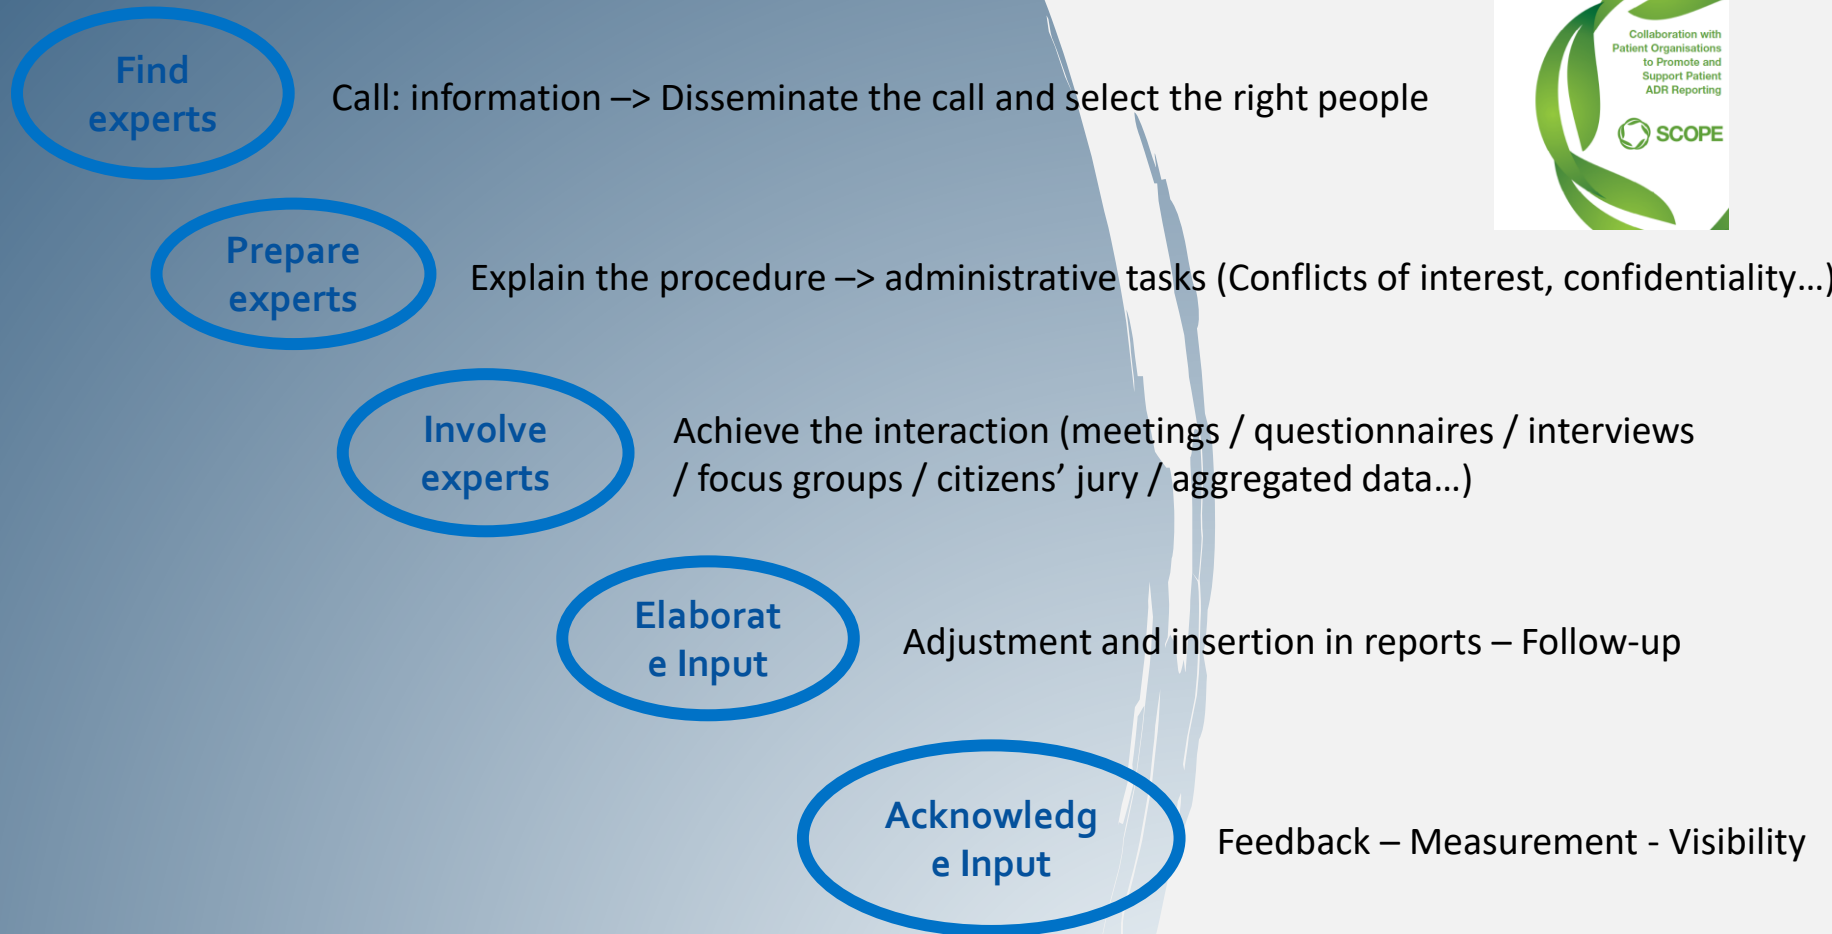 Find
experts
Call: information –> Disseminate the call and select the right people
Collaboration with
Patient Organisations
to Promote and
Support Patient
ADR Reporting
SCOPE
Prepare
experts
Explain the procedure –> administrative tasks (Conflicts of interest, confidentiality…)
Involve
experts
Achieve the interaction (meetings / questionnaires / interviews
/ focus groups / citizens’ jury / aggregated data…)
Elaborat
e Input
Adjustment and insertion in reports – Follow-up
Acknowledg
e Input
Feedback – Measurement - Visibility